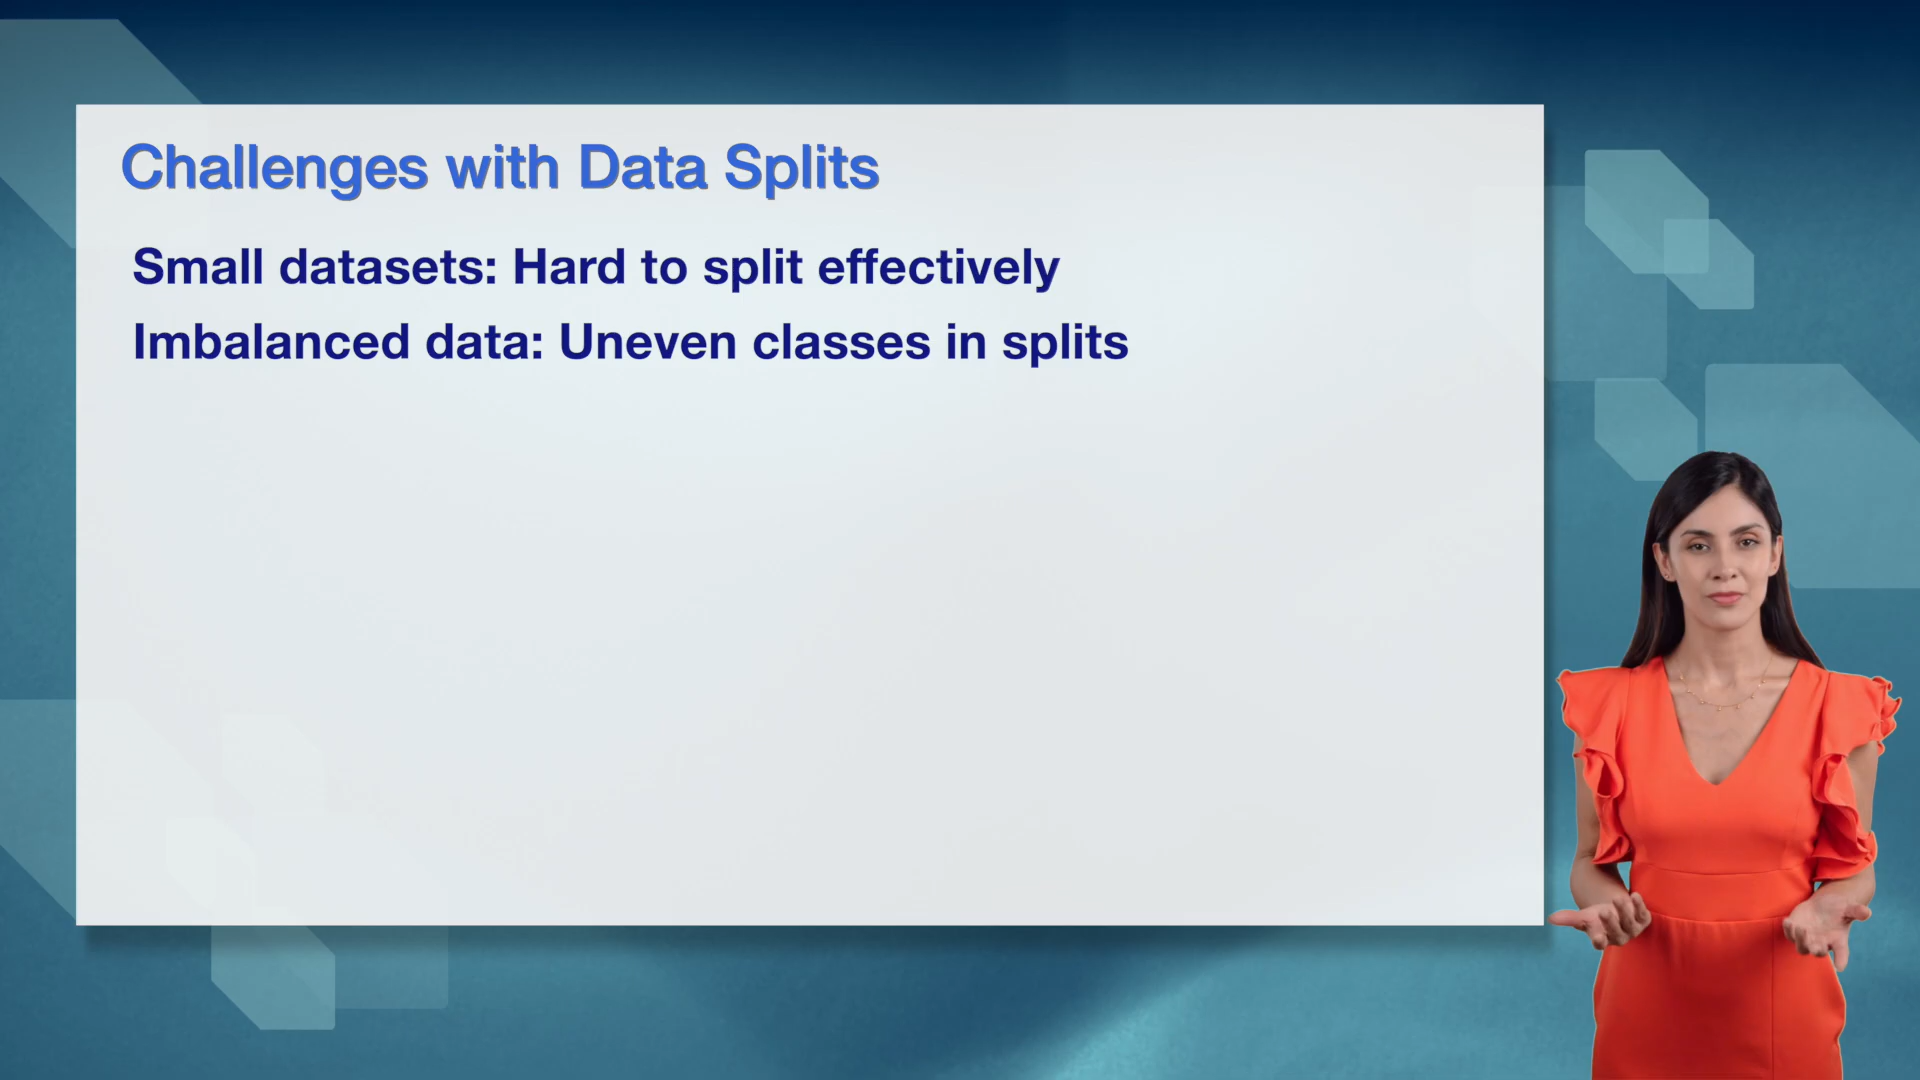 Challenges with Data Splits
Small datasets: Hard to split effectively
Imbalanced data: Uneven classes in splits